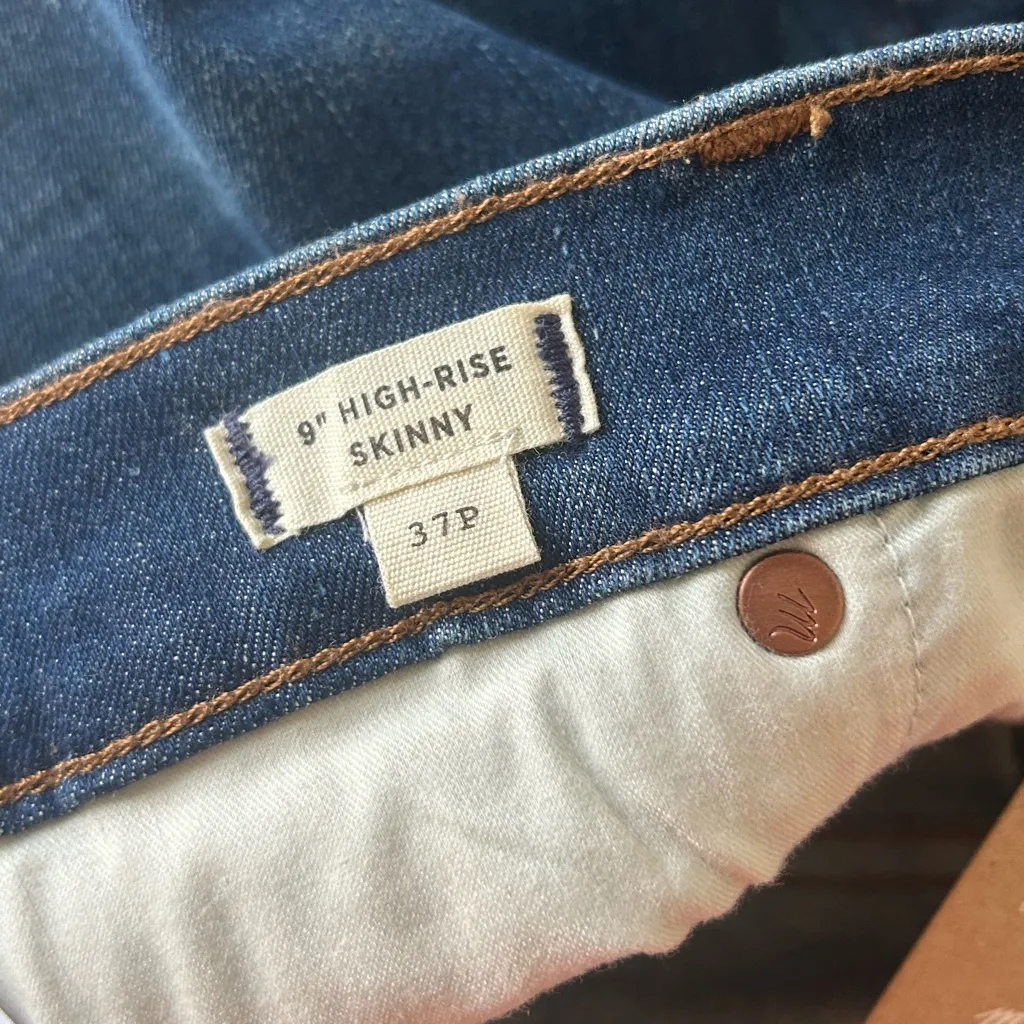 9" HIGH-RISE
SKINNY
37P
m